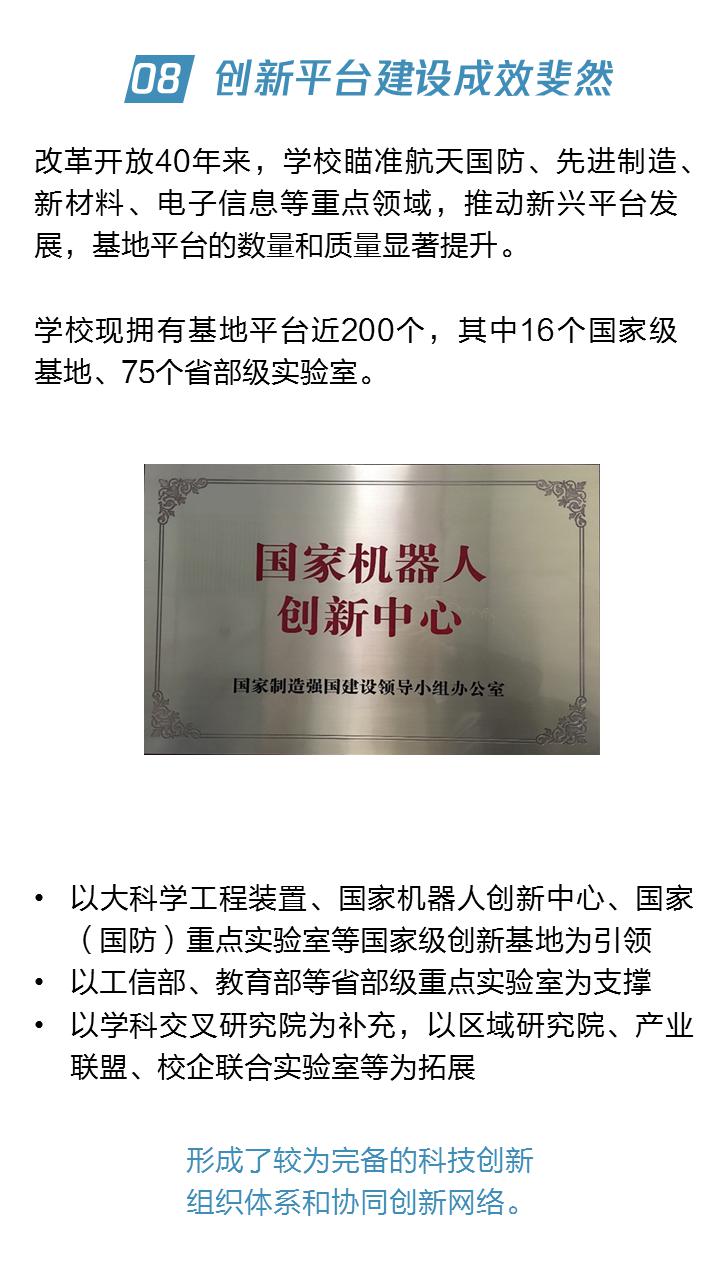 08 创新平台建设成效斐然
改革开放40年来，学校瞄准航天国防、先进制造、
新材料、电子信息等重点领域，推动新兴平台发
展，基地平台的数量和质量显著提升。
学校现拥有基地平台近200个，其中16个国家级
基地、75个省部级实验室。
国家机器人
创新中心
国家制造强国建设领导小组办公室
• 以大科学工程装置、国家机器人创新中心、国家
（国防）重点实验室等国家级创新基地为引领
• 以工信部、教育部等省部级重点实验室为支撑
• 以学科交叉研究院为补充，以区域研究院、产业
联盟、校企联合实验室等为拓展
形成了较为完备的科技创新
组织体系和协同创新网络。